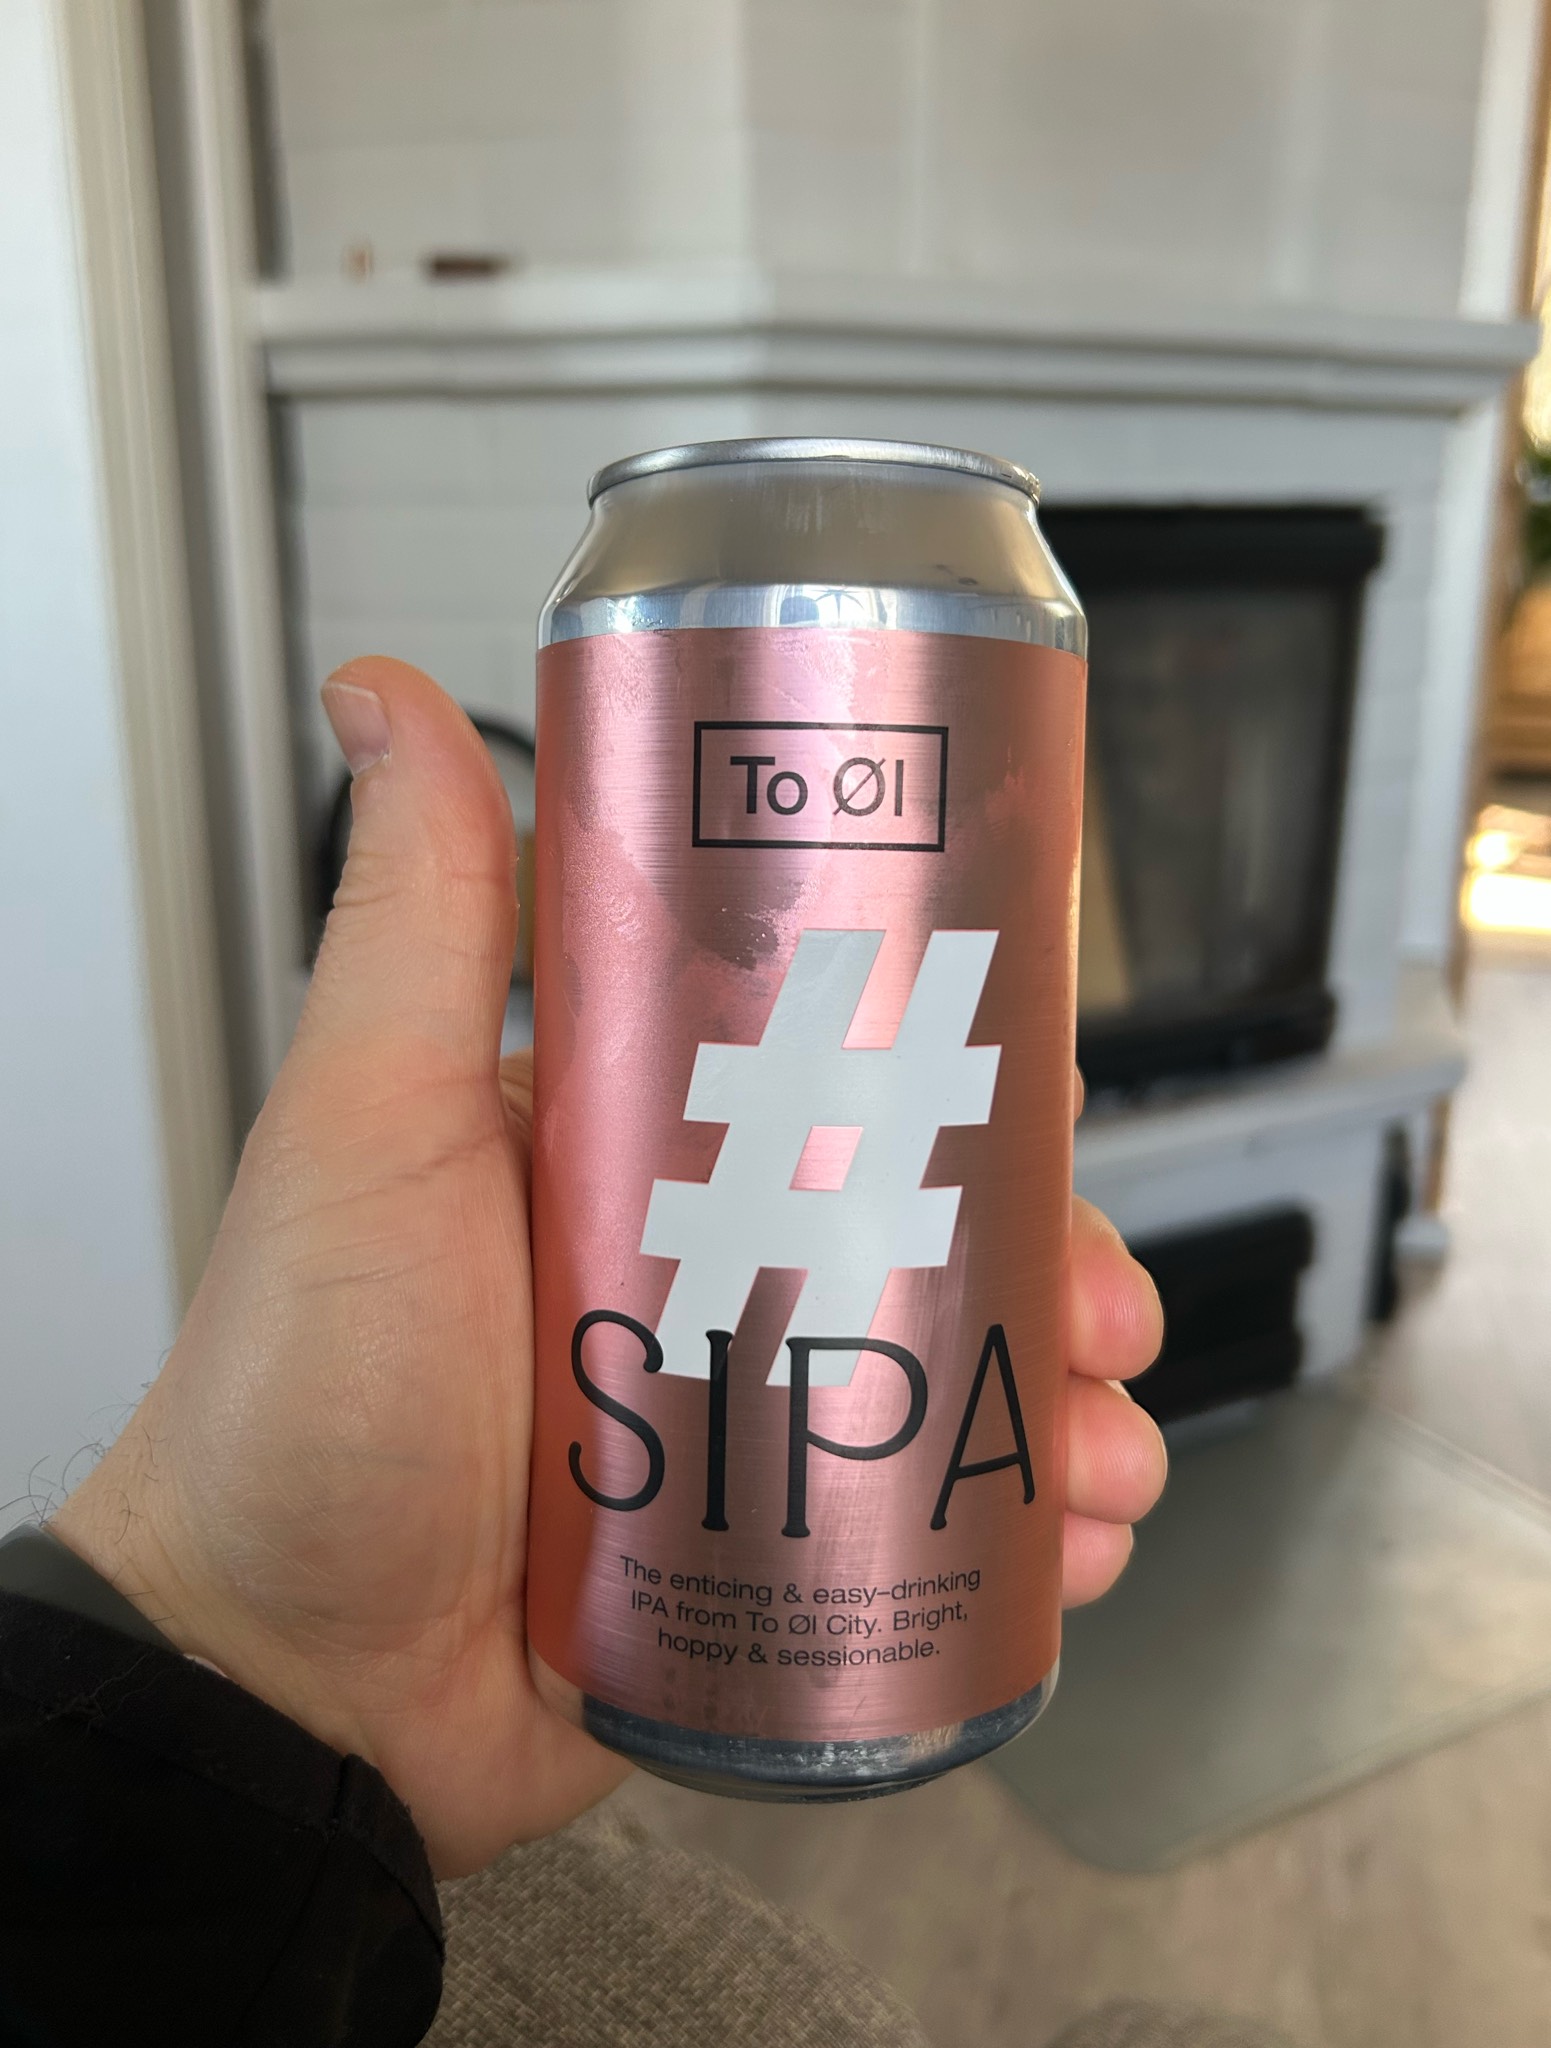 To Øl
#
SIPA
The enticing & easy-drinking
IPA from To Øl City. Bright,
hoppy & sessionable.